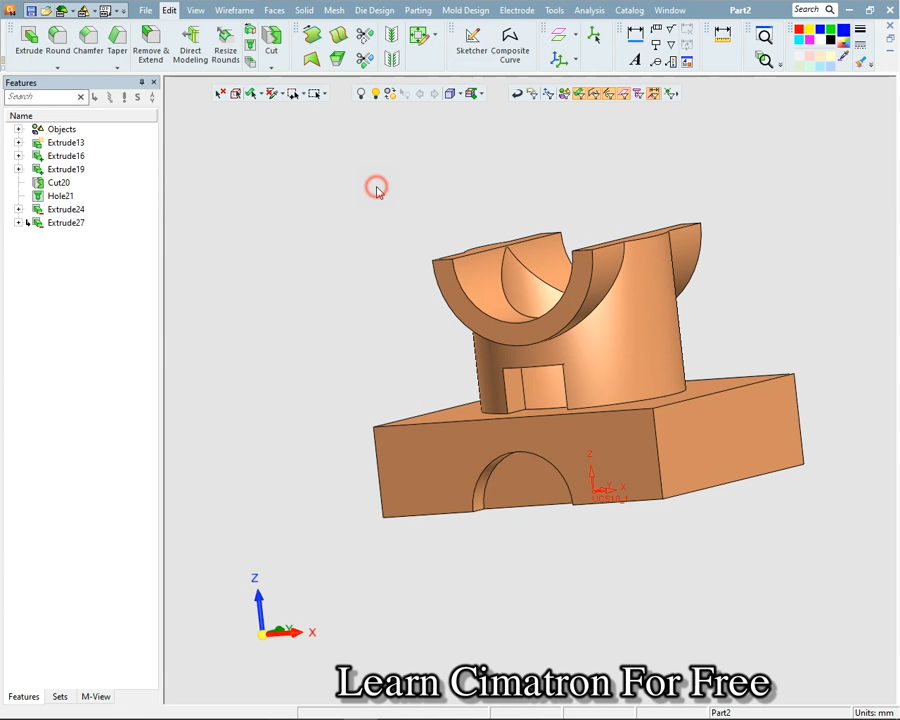 File Edit View Wireframe Faces Solid Mesh Die Design Parting Mold Design Electrode Tools Analysis Catalog Window Part2 Search
Extrude Round Chamfer Taper Remove & Extend Direct Modeling Resize Rounds Cut Sketcher Composite Curve
Features
Search
Name
Objects
Extrude13
Extrude16
Extrude19
Cut20
Hole21
Extrude24
Extrude27
Z
Y X
Z
Y X
Learn Cimatron For Free
Features Sets M-View
Part2 Units: mm